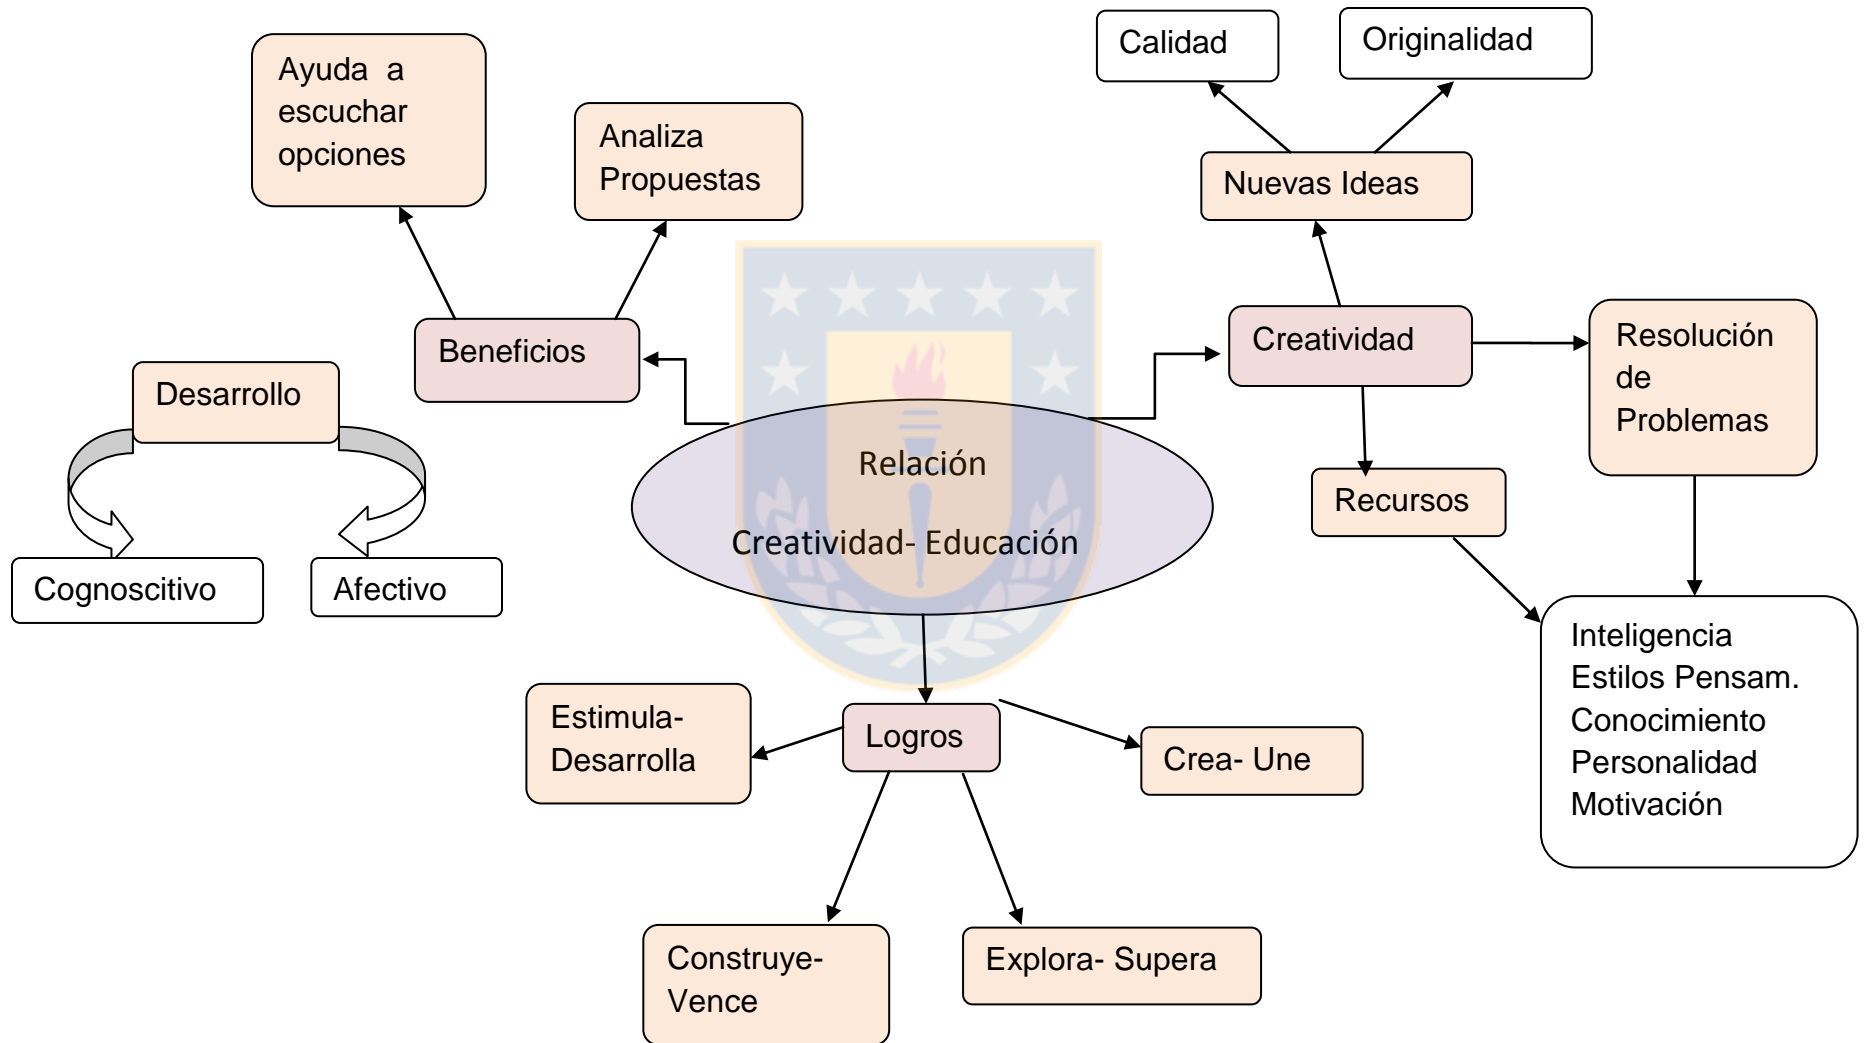 Calidad
Originalidad
Ayuda a
escuchar
opciones
Analiza
Propuestas
Nuevas Ideas
Beneficios
Creatividad
Resolución
de
Problemas
Desarrollo
Relación
Creatividad- Educación
Recursos
Cognoscitivo
Afectivo
Inteligencia
Estilos Pensam.
Conocimiento
Personalidad
Motivación
Estimula-
Desarrolla
Logros
Crea- Une
Construye-
Vence
Explora- Supera